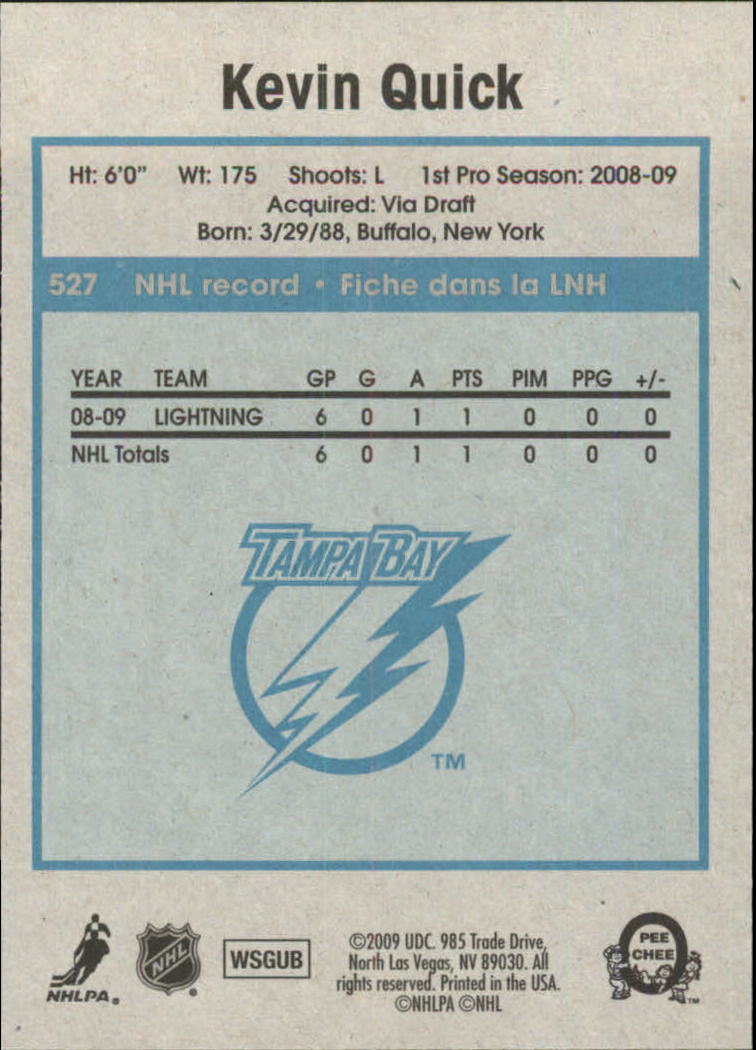 Kevin Quick
Ht: 6'0" Wt: 175 Shoots: L 1st Pro Season: 2008-09
Acquired: Via Draft
Born: 3/29/88, Buffalo, New York
527 NHL record • Fiche dans la LNH
YEAR TEAM GP G A PTS PIM PPG +/-
08-09 LIGHTNING 6 0 1 1 0 0 0
NHL Totals 6 0 1 1 0 0 0
TAMPA BAY
TM
NHLPA®
NHL®
WSGUB
©2009 UDC. 985 Trade Drive,
North Las Vegas, NV 89030. All
rights reserved. Printed in the USA.
©NHLPA ©NHL
O
PEE
CHEE
TM